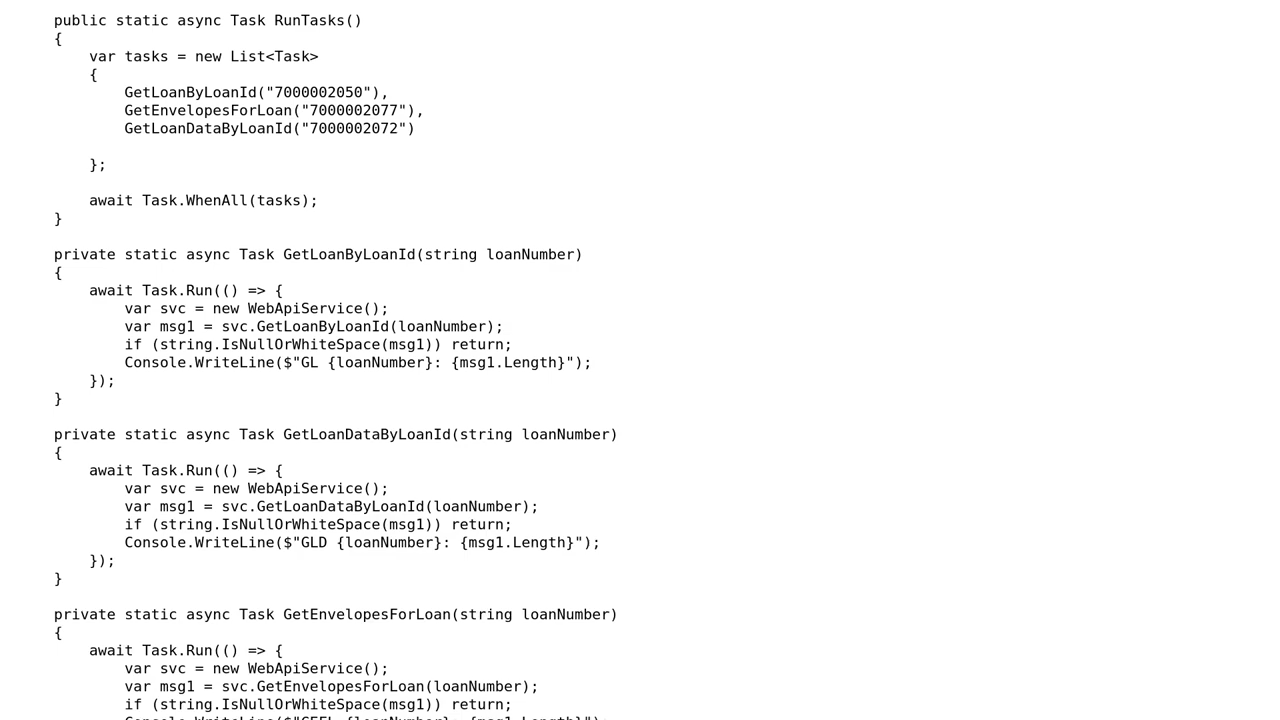 public static async Task RunTasks()
{
    var tasks = new List<Task>
    {
        GetLoanByLoanId("7000002050"),
        GetEnvelopesForLoan("7000002077"),
        GetLoanDataByLoanId("7000002072")

    };

    await Task.WhenAll(tasks);
}

private static async Task GetLoanByLoanId(string loanNumber)
{
    await Task.Run(() => {
        var svc = new WebApiService();
        var msg1 = svc.GetLoanByLoanId(loanNumber);
        if (string.IsNullOrWhiteSpace(msg1)) return;
        Console.WriteLine($"GL {loanNumber}: {msg1.Length}");
    });
}

private static async Task GetLoanDataByLoanId(string loanNumber)
{
    await Task.Run(() => {
        var svc = new WebApiService();
        var msg1 = svc.GetLoanDataByLoanId(loanNumber);
        if (string.IsNullOrWhiteSpace(msg1)) return;
        Console.WriteLine($"GLD {loanNumber}: {msg1.Length}");
    });
}

private static async Task GetEnvelopesForLoan(string loanNumber)
{
    await Task.Run(() => {
        var svc = new WebApiService();
        var msg1 = svc.GetEnvelopesForLoan(loanNumber);
        if (string.IsNullOrWhiteSpace(msg1)) return;